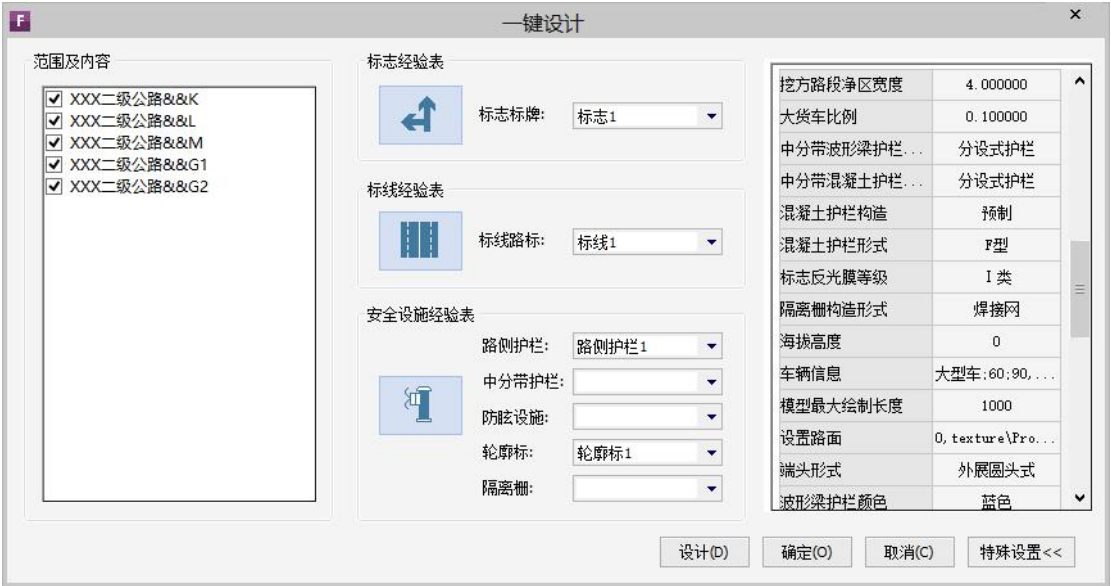 F
一键设计
×
范围及内容
XXX二级公路&&K
XXX二级公路&&L
XXX二级公路&&M
XXX二级公路&&G1
XXX二级公路&&G2
标志经验表
标志标牌: 标志1
标线经验表
标线路标: 标线1
安全设施经验表
路侧护栏: 路侧护栏1
中分带护栏:
防眩设施:
轮廓标: 轮廓标1
隔离栅:
挖方路段净区宽度 4.000000
大货车比例 0.100000
中分带波形梁护栏... 分设式护栏
中分带混凝土护栏... 分设式护栏
混凝土护栏构造 预制
混凝土护栏形式 F型
标志反光膜等级 I类
隔离栅构造形式 焊接网
海拔高度 0
车辆信息 大型车;60;90,...
模型最大绘制长度 1000
设置路面 0, texture\Pro...
端头形式 外展圆头式
波形梁护栏颜色 蓝色
设计(D) 确定(O) 取消(C) 特殊设置<<